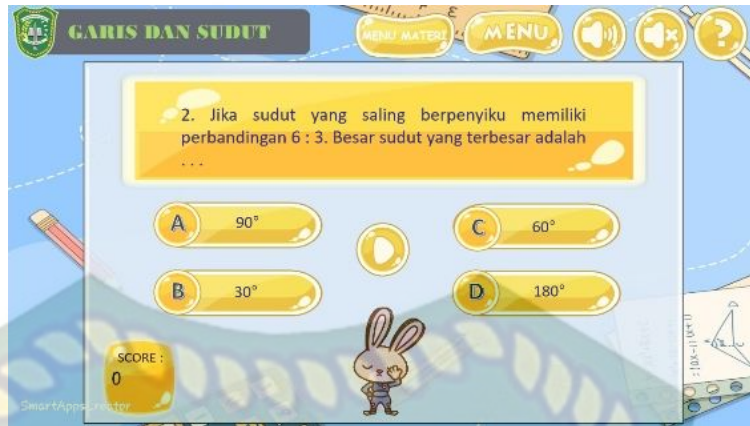 GARIS DAN SUDUT
MENU MATERI
MENU
?
2. Jika sudut yang saling berpenyiku memiliki
perbandingan 6 : 3. Besar sudut yang terbesar adalah
. . .
A 90°
C 60°
B 30°
D 180°
SCORE :
0
SmartAppsCreator